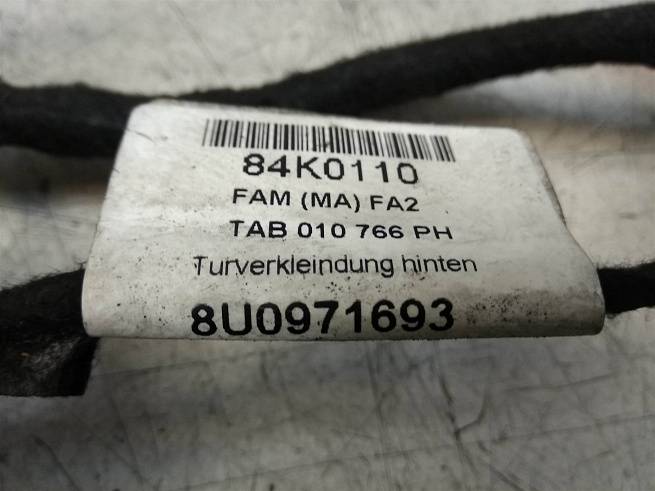 84K0110
FAM (MA) FA2
TAB 010 766 PH
Turverkleindung hinten
8U0971693